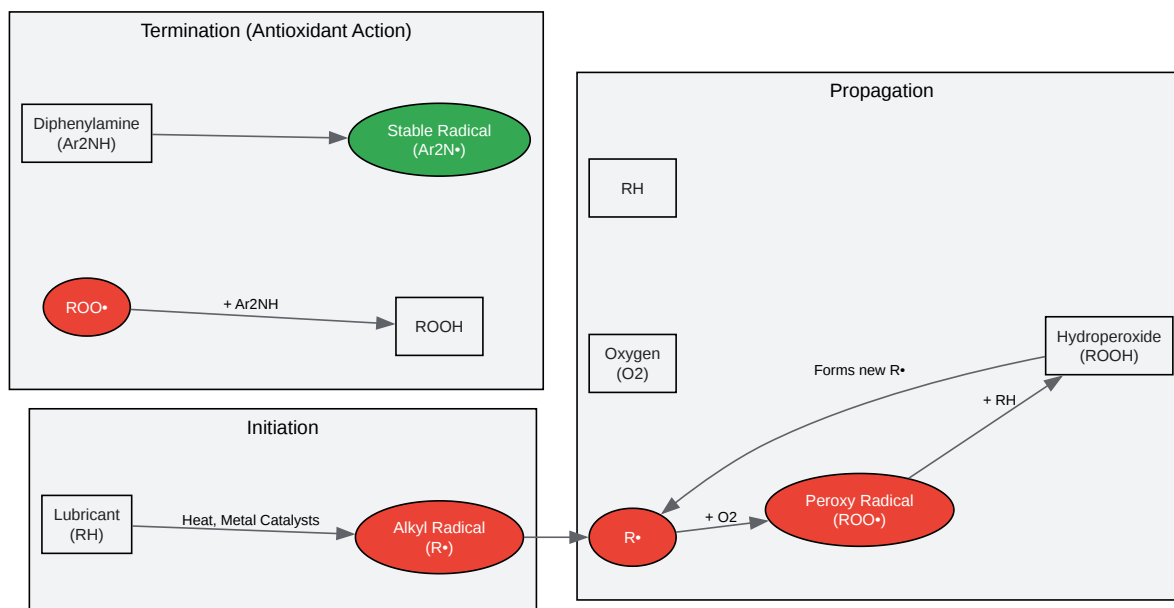 Termination (Antioxidant Action)
Diphenylamine
(Ar2NH)
Stable Radical
(Ar2N•)
ROO•
+ Ar2NH
ROOH
Initiation
Lubricant
(RH)
Heat, Metal Catalysts
Alkyl Radical
(R•)
Propagation
RH
Oxygen
(O2)
Hydroperoxide
(ROOH)
Forms new R•
+ RH
Peroxy Radical
(ROO•)
+ O2
R•